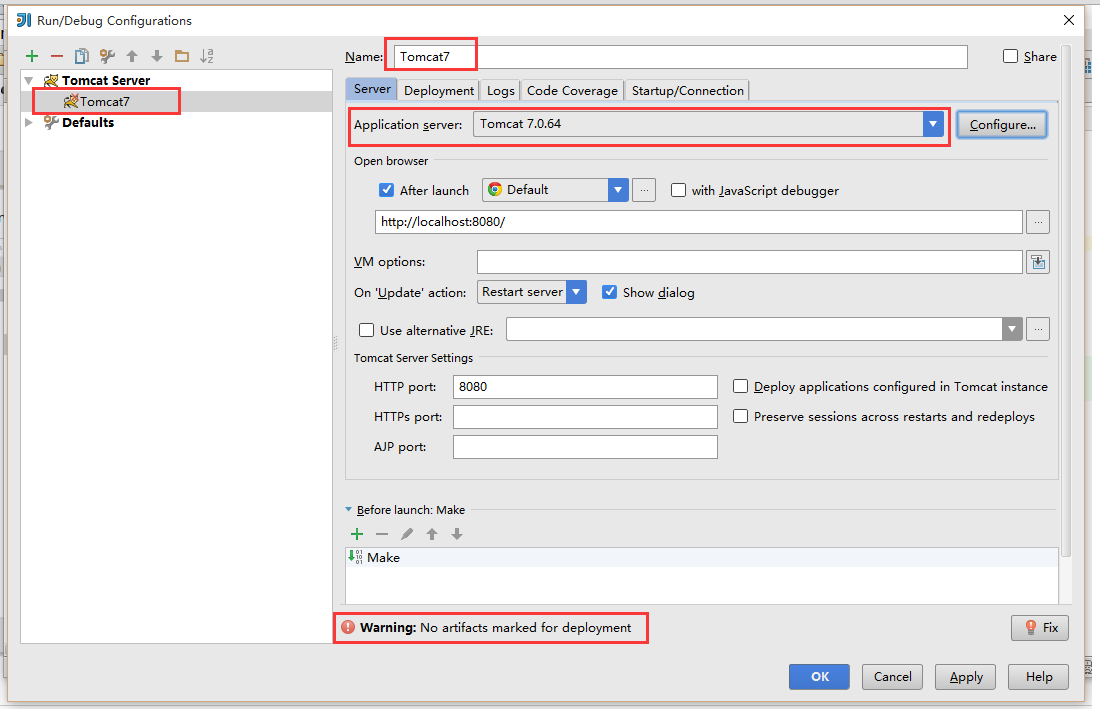 Run/Debug Configurations
Tomcat Server
Tomcat7
Defaults
Name: Tomcat7 Share
Server Deployment Logs Code Coverage Startup/Connection
Application server: Tomcat 7.0.64 Configure...
Open browser
After launch Default ... with JavaScript debugger
http://localhost:8080/ ...
VM options:
On 'Update' action: Restart server Show dialog
Use alternative JRE: ...
Tomcat Server Settings
HTTP port: 8080 Deploy applications configured in Tomcat instance
HTTPs port: Preserve sessions across restarts and redeploys
AJP port:
Before launch: Make
Make
Warning: No artifacts marked for deployment Fix
OK Cancel Apply Help